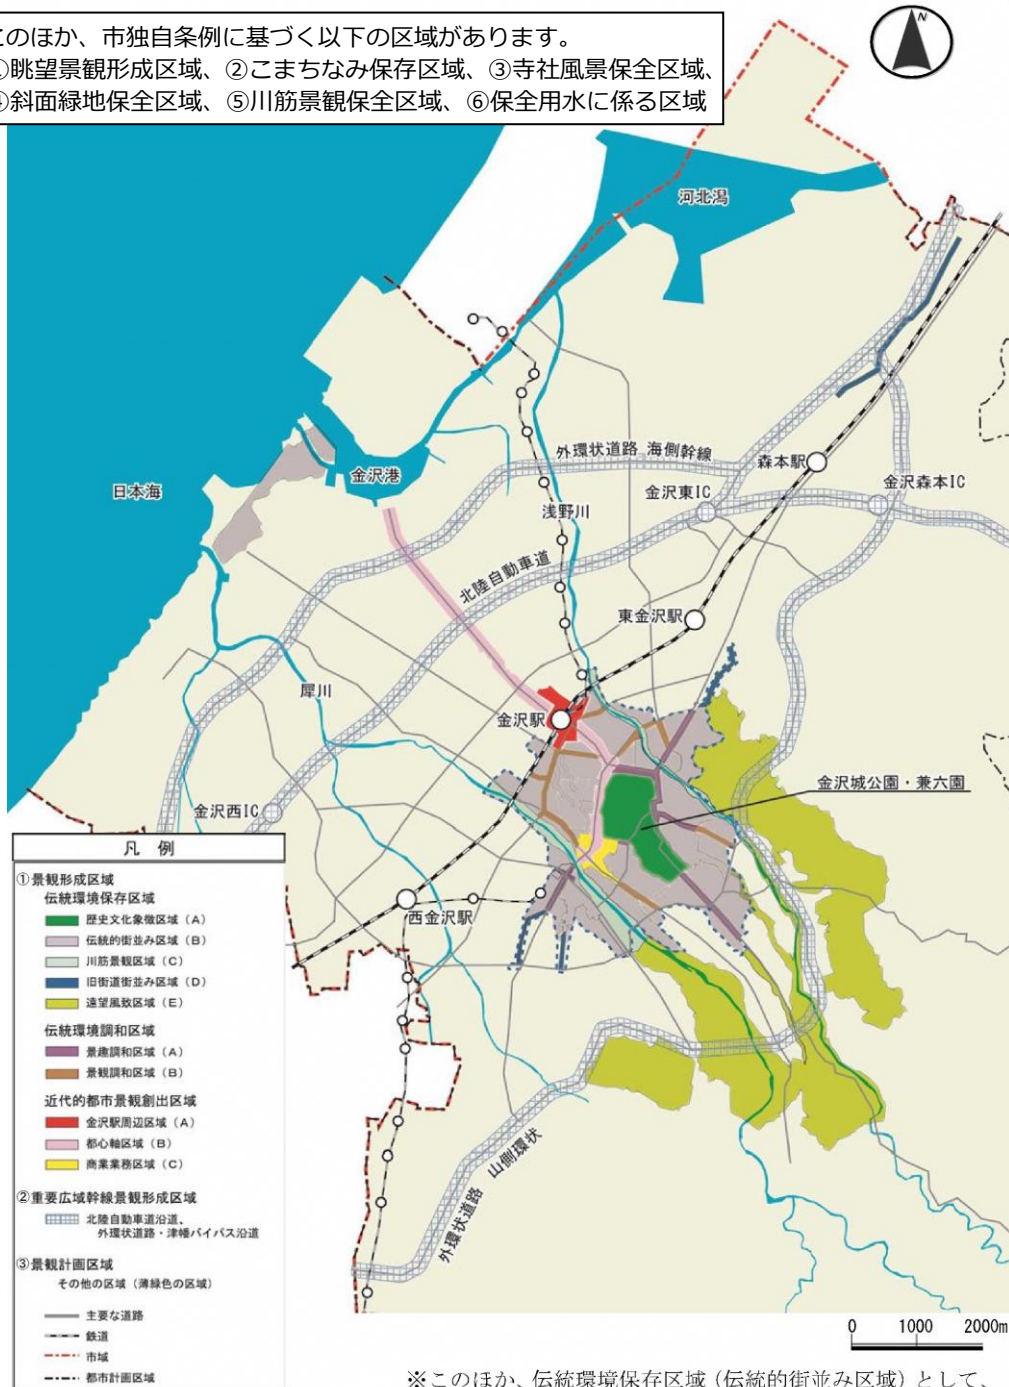 このほか、市独自条例に基づく以下の区域があります。
①眺望景観形成区域、②こまちなみ保存区域、③寺社風景保全区域、
④斜面緑地保全区域、⑤川筋景観保全区域、⑥保全用水に係る区域
N
河北潟
外環状道路 海側幹線
森本駅
金沢森本IC
金沢東IC
日本海
金沢港
浅野川
北陸自動車道
東金沢駅
犀川
金沢駅
金沢城公園・兼六園
金沢西IC
西金沢駅
外環状道路 山側環状
凡 例
①景観形成区域
伝統環境保存区域
歴史文化象徴区域（A）
伝統的街並み区域（B）
川筋景観区域（C）
旧街道街並み区域（D）
遠望風致区域（E）
伝統環境調和区域
景趣調和区域（A）
景観調和区域（B）
近代的都市景観創出区域
金沢駅周辺区域（A）
都心軸区域（B）
商業業務区域（C）
②重要広域幹線景観形成区域
北陸自動車道沿道、
外環状道路・津幡バイパス沿道
③景観計画区域
その他の区域（薄緑色の区域）
主要な道路
鉄道
市域
都市計画区域
0 1000 2000m
※このほか、伝統環境保存区域（伝統的街並み区域）として、